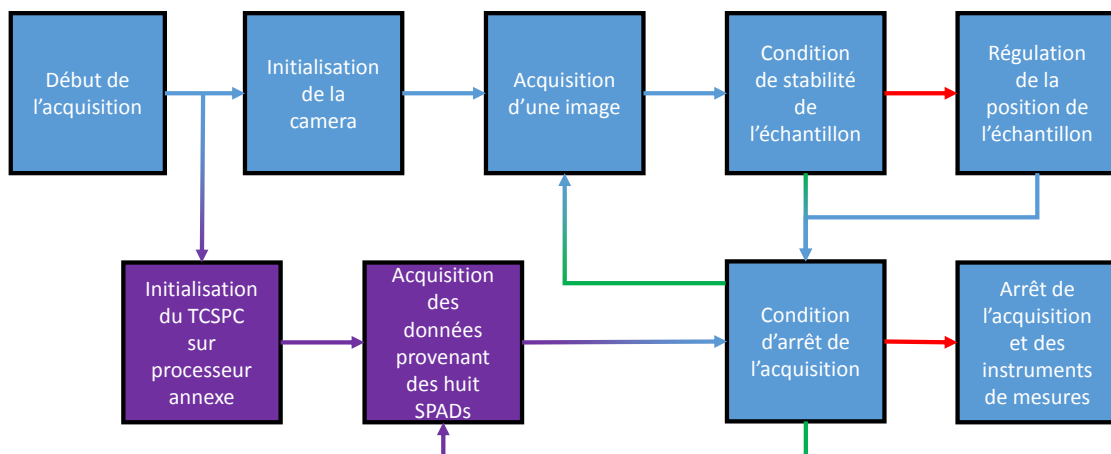 Début de
l’acquisition
Initialisation
de la
camera
Acquisition
d’une image
Condition
de stabilité
de
l’échantillon
Régulation
de la
position de
l’échantillon
Initialisation
du TCSPC
sur
processeur
annexe
Acquisition
des
données
provenant
des huit
SPADs
Condition
d’arrêt de
l’acquisition
Arrêt de
l’acquisition
et des
instruments
de mesures